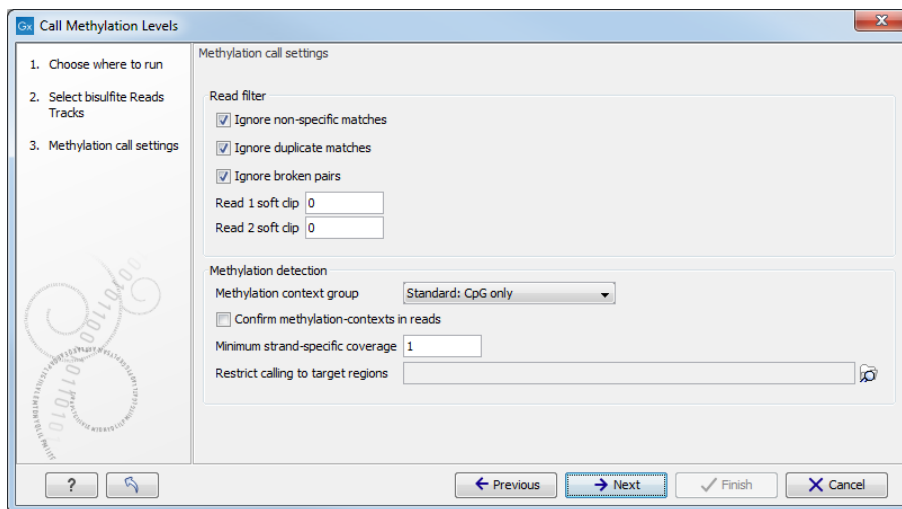 Gx Call Methylation Levels
1. Choose where to run
2. Select bisulfite Reads
Tracks
3. Methylation call settings
Methylation call settings
Read filter
Ignore non-specific matches
Ignore duplicate matches
Ignore broken pairs
Read 1 soft clip 0
Read 2 soft clip 0
Methylation detection
Methylation context group Standard: CpG only
Confirm methylation-contexts in reads
Minimum strand-specific coverage 1
Restrict calling to target regions
? Previous Next Finish Cancel